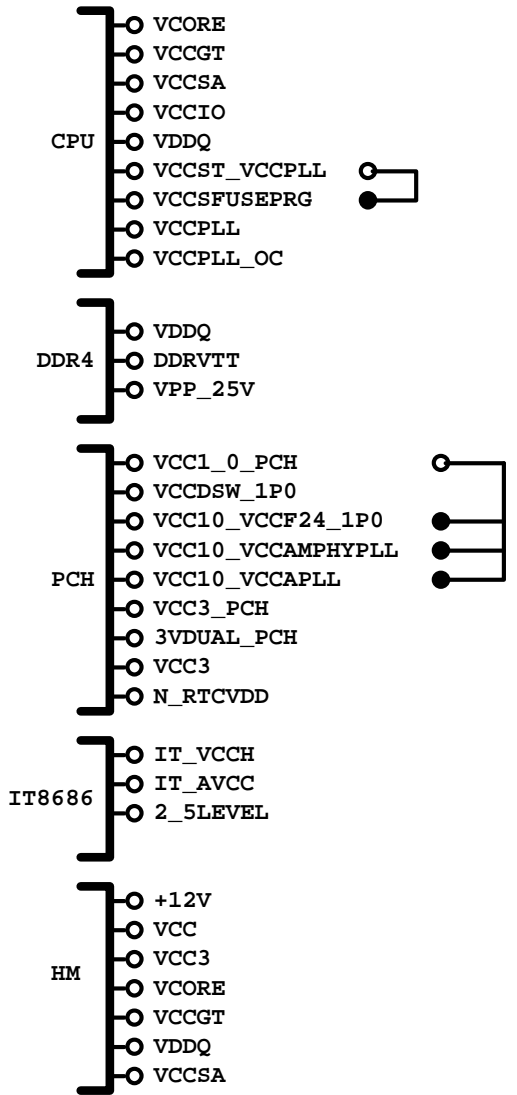 VCORE
VCCGT
VCCSA
VCCIO
CPU VDDQ
VCCST_VCCPLL
VCCSFUSEPRG
VCCPLL
VCCPLL_OC
VDDQ
DDR4 DDRVTT
VPP_25V
VCC1_0_PCH
VCCDSW_1P0
VCC10_VCCF24_1P0
VCC10_VCCAMPHYPLL
PCH VCC10_VCCAPLL
VCC3_PCH
3VDUAL_PCH
VCC3
N_RTCVDD
IT_VCCH
IT_AVCC
IT8686 2_5LEVEL
+12V
VCC
HM VCC3
VCORE
VCCGT
VDDQ
VCCSA